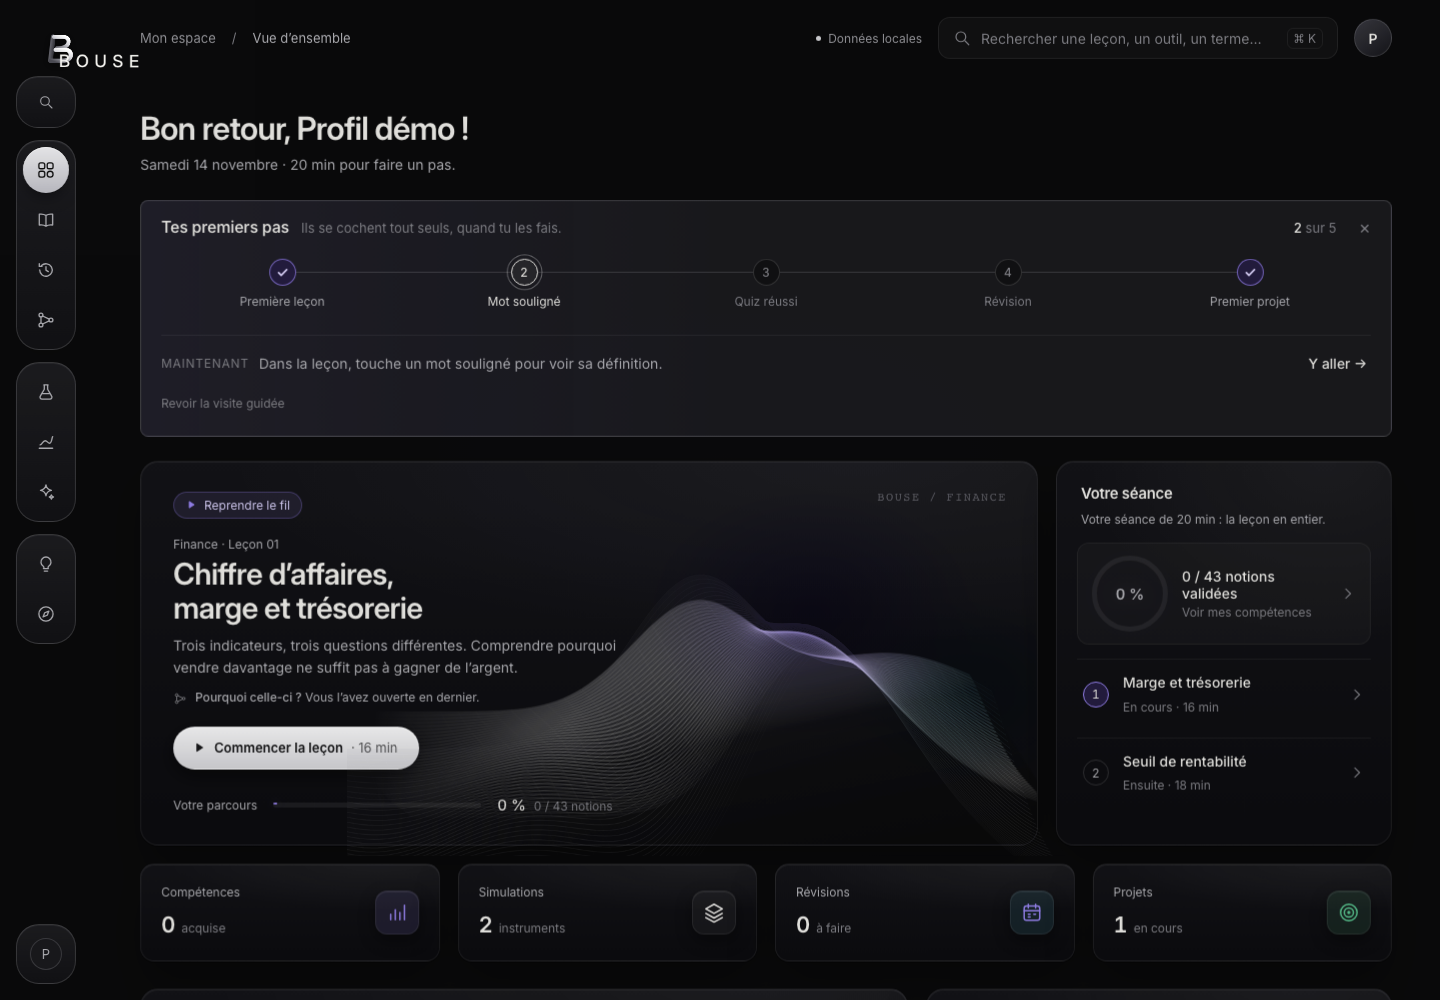 BOUSE
Mon espace / Vue d’ensemble
Données locales
Rechercher une leçon, un outil, un terme...
⌘ K
P
Bon retour, Profil démo !
Samedi 14 novembre · 20 min pour faire un pas.
Tes premiers pas Ils se cochent tout seuls, quand tu les fais.
2 sur 5 ×
2
3
4
Première leçon
Mot souligné
Quiz réussi
Révision
Premier projet
MAINTENANT Dans la leçon, touche un mot souligné pour voir sa définition.
Y aller →
Revoir la visite guidée
Reprendre le fil
BOUSE / FINANCE
Finance · Leçon 01
Chiffre d’affaires,
marge et trésorerie
Trois indicateurs, trois questions différentes. Comprendre pourquoi
vendre davantage ne suffit pas à gagner de l’argent.
Pourquoi celle-ci ? Vous l’avez ouverte en dernier.
Commencer la leçon · 16 min
Votre parcours
0 % 0 / 43 notions
Votre séance
Votre séance de 20 min : la leçon en entier.
0 %
0 / 43 notions
validées
Voir mes compétences
1
Marge et trésorerie
En cours · 16 min
2
Seuil de rentabilité
Ensuite · 18 min
Compétences
0 acquise
Simulations
2 instruments
Révisions
0 à faire
Projets
1 en cours
P